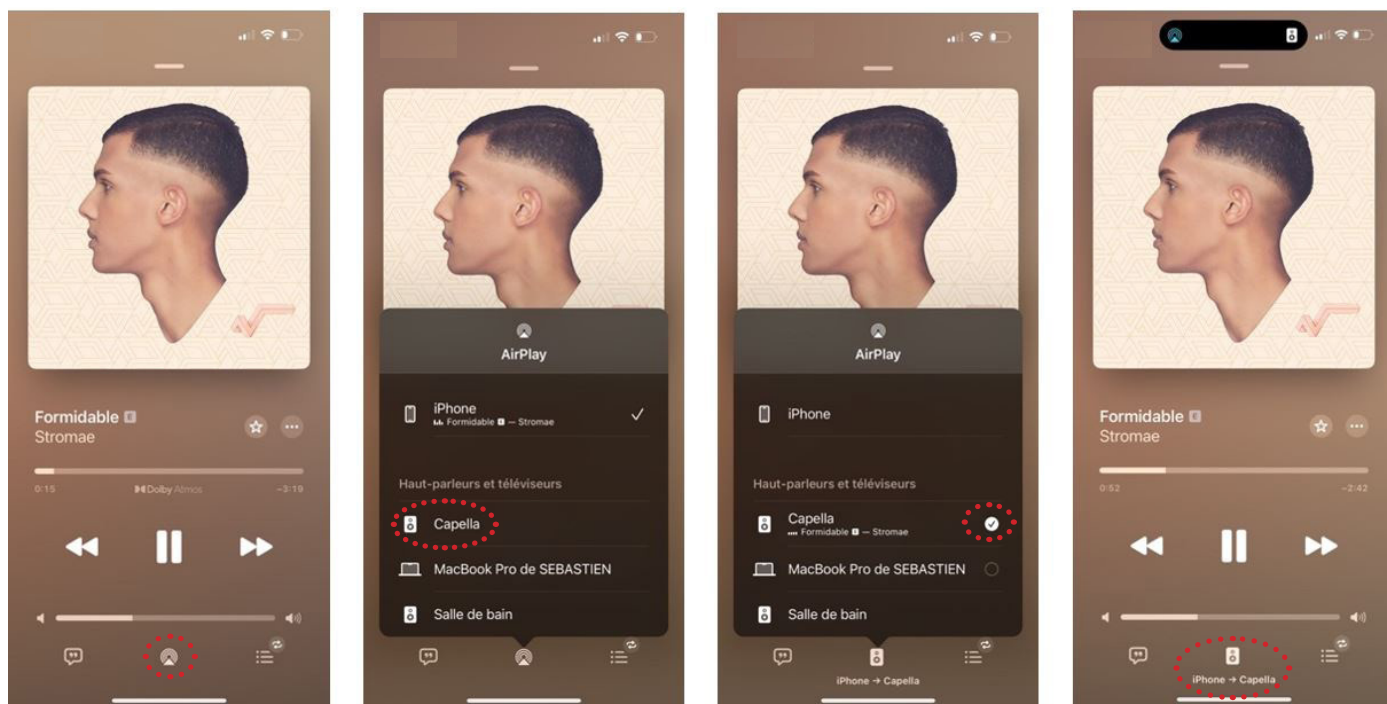 Formidable E
Stromae
0:15 Dolby Atmos -3:19
AirPlay
iPhone
Formidable E — Stromae
Haut-parleurs et téléviseurs
Capella
MacBook Pro de SEBASTIEN
Salle de bain
AirPlay
iPhone
Haut-parleurs et téléviseurs
Capella
Formidable E — Stromae
MacBook Pro de SEBASTIEN
Salle de bain
iPhone → Capella
Formidable E
Stromae
0:52 -2:42
iPhone → Capella